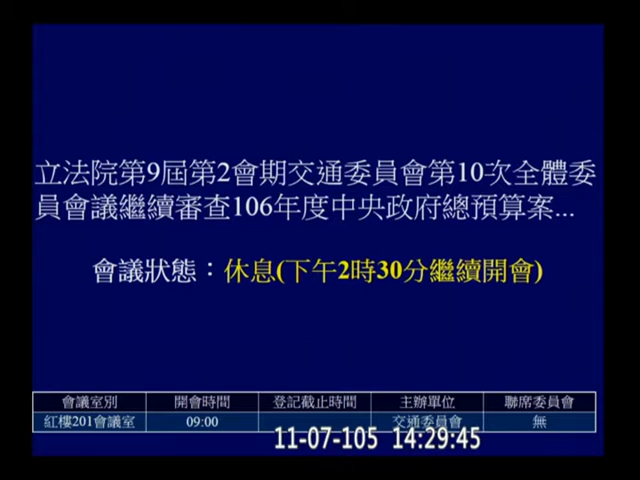 立法院第9屆第2會期交通委員會第10次全體委
員會議繼續審查106年度中央政府總預算案...
會議狀態：休息(下午2時30分繼續開會)
會議室別 開會時間 登記截止時間 主辦單位 聯席委員會
紅樓201會議室 09:00 交通委員會 無
11-07-105 14:29:45